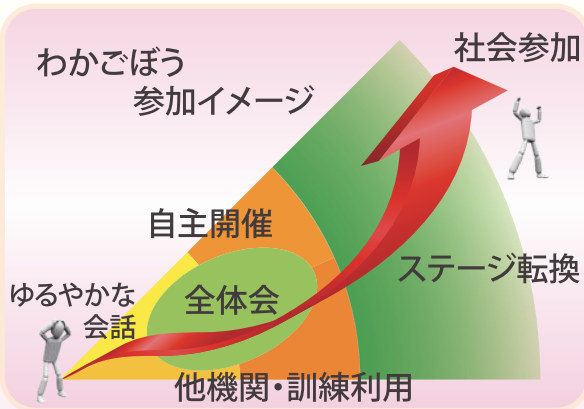 わかごぼう
参加イメージ
社会参加
自主開催
ステージ転換
ゆるやかな
会話
全体会
他機関・訓練利用